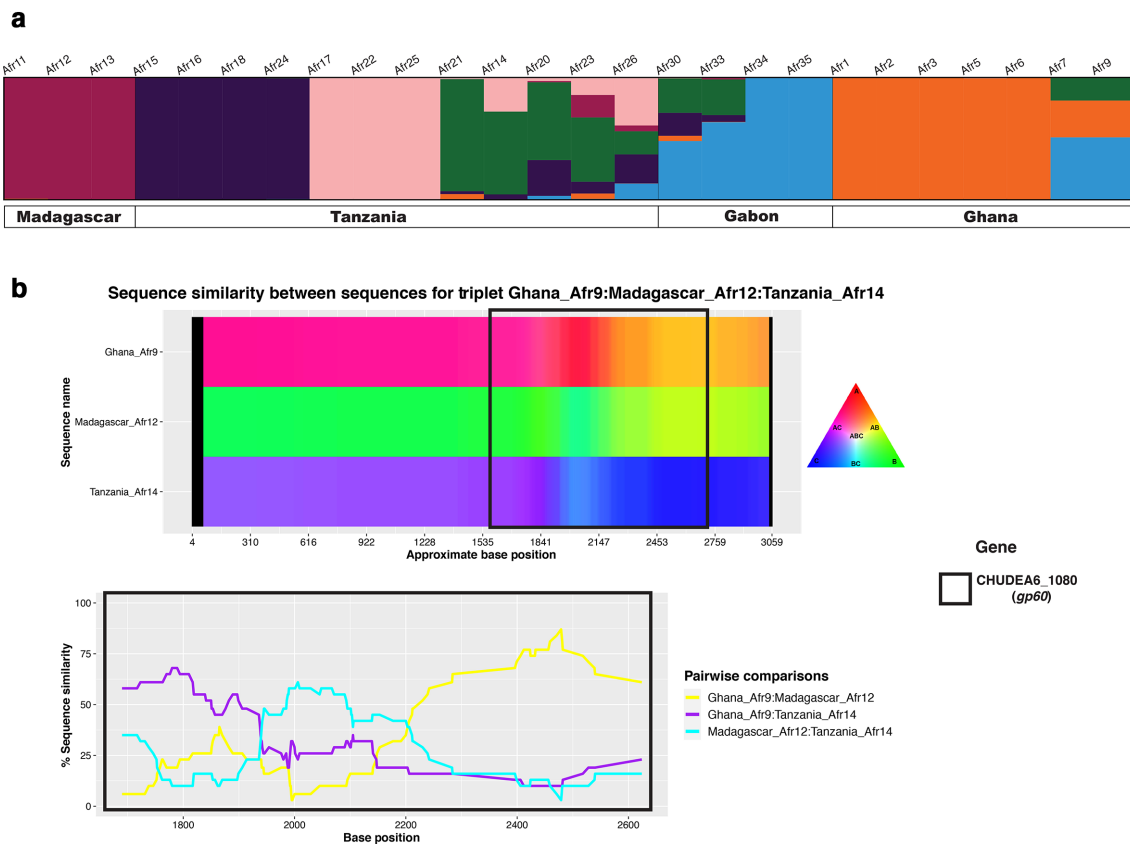 a
Afr11 Afr12 Afr13 Afr15 Afr16 Afr18 Afr24 Afr17 Afr22 Afr25 Afr21 Afr14 Afr20 Afr23 Afr26 Afr30 Afr33 Afr34 Afr35 Afr1 Afr2 Afr3 Afr5 Afr6 Afr7 Afr9
Madagascar Tanzania Gabon Ghana
b
Sequence similarity between sequences for triplet Ghana_Afr9:Madagascar_Afr12:Tanzania_Afr14
Sequence name
Ghana_Afr9
Madagascar_Afr12
Tanzania_Afr14
4 310 616 922 1228 1535 1841 2147 2453 2759 3059
Approximate base position
A
AC AB
ABC
C BC B
Gene
CHUDEA6_1080
(gp60)
% Sequence similarity
100
75
50
25
0
1800 2000 2200 2400 2600
Base position
Pairwise comparisons
Ghana_Afr9:Madagascar_Afr12
Ghana_Afr9:Tanzania_Afr14
Madagascar_Afr12:Tanzania_Afr14